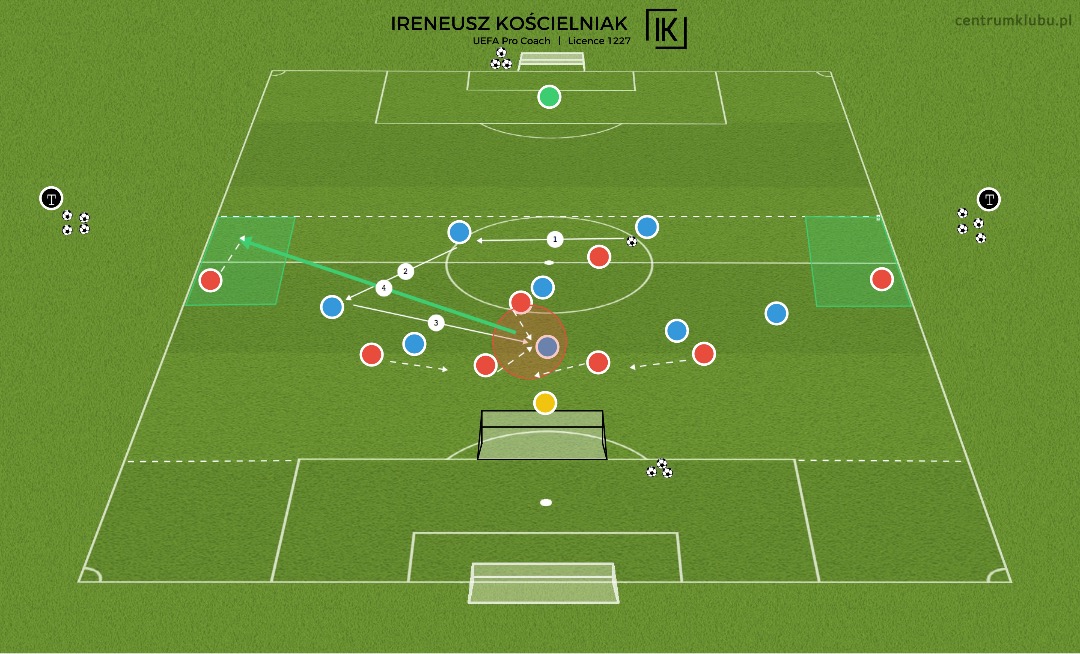 IRENEUSZ KOŚCIELNIAK
UEFA Pro Coach | Licence 1227
IK
centrumklubu.pl
T
T
1
2
4
3